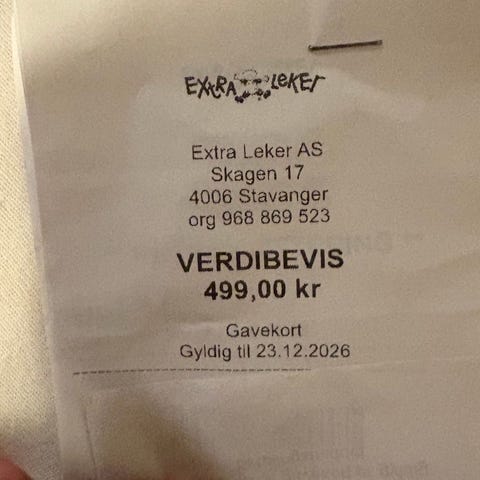 EXTRA LEKER
Extra Leker AS
Skagen 17
4006 Stavanger
org 968 869 523
VERDIBEVIS
499,00 kr
Gavekort
Gyldig til 23.12.2026